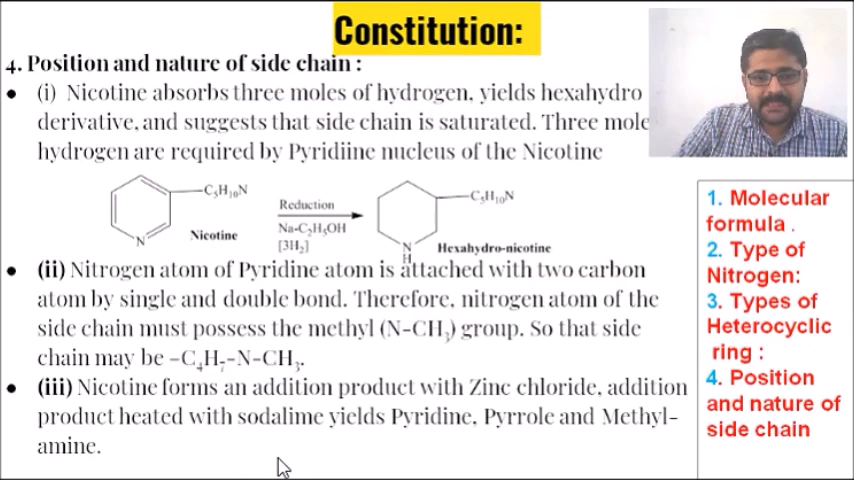 Constitution:
4. Position and nature of side chain :
• (i) Nicotine absorbs three moles of hydrogen, yields hexahydro
derivative, and suggests that side chain is saturated. Three mole
hydrogen are required by Pyridiine nucleus of the Nicotine
C₅H₁₀N
N
Nicotine
Reduction
Na-C₂H₅OH
[3H₂]
C₅H₁₀N
N
H
Hexahydro-nicotine
• (ii) Nitrogen atom of Pyridine atom is attached with two carbon
atom by single and double bond. Therefore, nitrogen atom of the
side chain must possess the methyl (N-CH₃) group. So that side
chain may be –C₄H₇-N-CH₃.
• (iii) Nicotine forms an addition product with Zinc chloride, addition
product heated with sodalime yields Pyridine, Pyrrole and Methyl-
amine.
1. Molecular
formula .
2. Type of
Nitrogen:
3. Types of
Heterocyclic
ring :
4. Position
and nature of
side chain